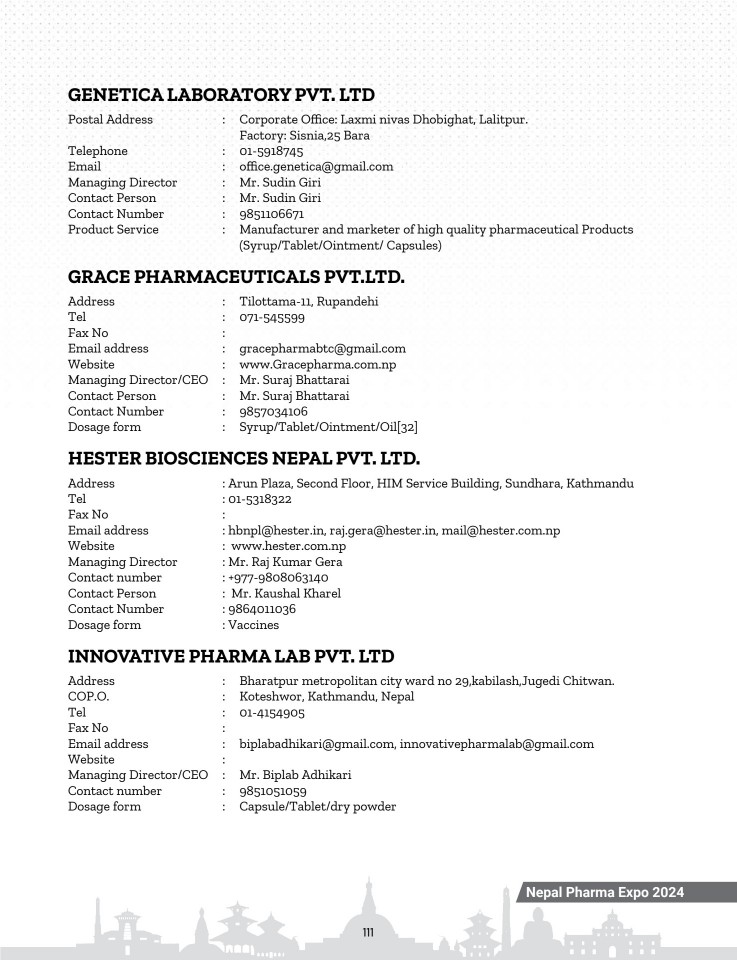 GENETICA LABORATORY PVT. LTD
Postal Address : Corporate Office: Laxmi nivas Dhobighat, Lalitpur.
Factory: Sisnia,25 Bara
Telephone : 01-5918745
Email : office.genetica@gmail.com
Managing Director : Mr. Sudin Giri
Contact Person : Mr. Sudin Giri
Contact Number : 9851106671
Product Service : Manufacturer and marketer of high quality pharmaceutical Products
(Syrup/Tablet/Ointment/ Capsules)
GRACE PHARMACEUTICALS PVT.LTD.
Address : Tilottama-11, Rupandehi
Tel : 071-545599
Fax No :
Email address : gracepharmabtc@gmail.com
Website : www.Gracepharma.com.np
Managing Director/CEO : Mr. Suraj Bhattarai
Contact Person : Mr. Suraj Bhattarai
Contact Number : 9857034106
Dosage form : Syrup/Tablet/Ointment/Oil[32]
HESTER BIOSCIENCES NEPAL PVT. LTD.
Address : Arun Plaza, Second Floor, HIM Service Building, Sundhara, Kathmandu
Tel : 01-5318322
Fax No :
Email address : hbnpl@hester.in, raj.gera@hester.in, mail@hester.com.np
Website : www.hester.com.np
Managing Director : Mr. Raj Kumar Gera
Contact number : +977-9808063140
Contact Person : Mr. Kaushal Kharel
Contact Number : 9864011036
Dosage form : Vaccines
INNOVATIVE PHARMA LAB PVT. LTD
Address : Bharatpur metropolitan city ward no 29,kabilash,Jugedi Chitwan.
COP.O. : Koteshwor, Kathmandu, Nepal
Tel : 01-4154905
Fax No :
Email address : biplabadhikari@gmail.com, innovativepharmalab@gmail.com
Website :
Managing Director/CEO : Mr. Biplab Adhikari
Contact number : 9851051059
Dosage form : Capsule/Tablet/dry powder
Nepal Pharma Expo 2024
111